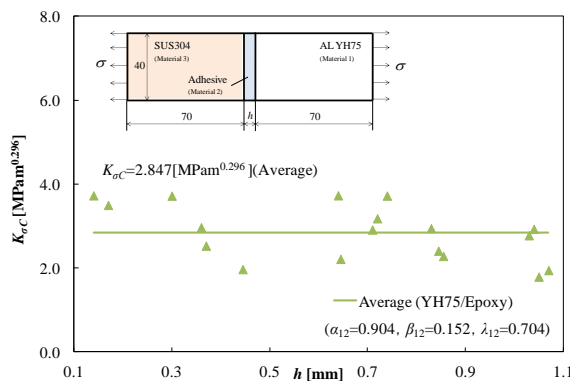 8.0
6.0
4.0
2.0
0.0
K_σC [MPam^0.296]
SUS304
(Material 3)
AL YH75
(Material 1)
σ
40
σ
Adhesive
(Material 2)
70
h
70
K_σC=2.847[MPam^0.296](Average)
Average (YH75/Epoxy)
(α12=0.904, β12=0.152, λ12=0.704)
0.1
0.3
0.5
0.7
0.9
1.1
h [mm]